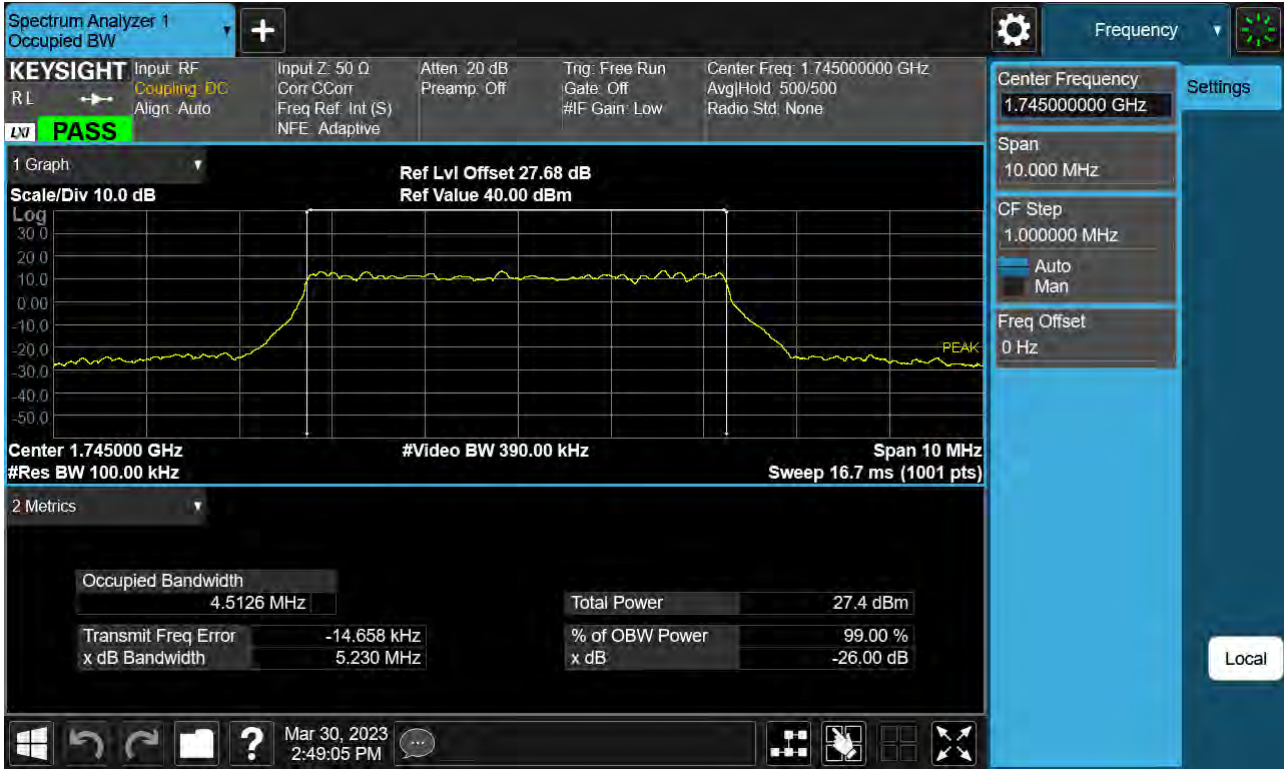 Spectrum Analyzer 1
Occupied BW
Frequency
KEYSIGHT
RL
LXI
PASS
Input: RF
Coupling: DC
Align: Auto
Input Z: 50 Ω
Corr CCorr
Freq Ref: Int (S)
NFE: Adaptive
Atten: 20 dB
Preamp: Off
Trig: Free Run
Gate: Off
#IF Gain: Low
Center Freq: 1.745000000 GHz
Avg|Hold: 500/500
Radio Std: None
Center Frequency
1.745000000 GHz
Settings
Span
10.000 MHz
CF Step
1.000000 MHz
Auto
Man
Freq Offset
0 Hz
Local
1 Graph
Scale/Div 10.0 dB
Ref Lvl Offset 27.68 dB
Ref Value 40.00 dBm
Log
30.0
20.0
10.0
0.00
-10.0
-20.0
-30.0
-40.0
-50.0
PEAK
Center 1.745000 GHz
#Video BW 390.00 kHz
Span 10 MHz
#Res BW 100.00 kHz
Sweep 16.7 ms (1001 pts)
2 Metrics
Occupied Bandwidth
4.5126 MHz
Total Power 27.4 dBm
Transmit Freq Error -14.658 kHz
% of OBW Power 99.00 %
x dB Bandwidth 5.230 MHz
x dB -26.00 dB
Mar 30, 2023
2:49:05 PM